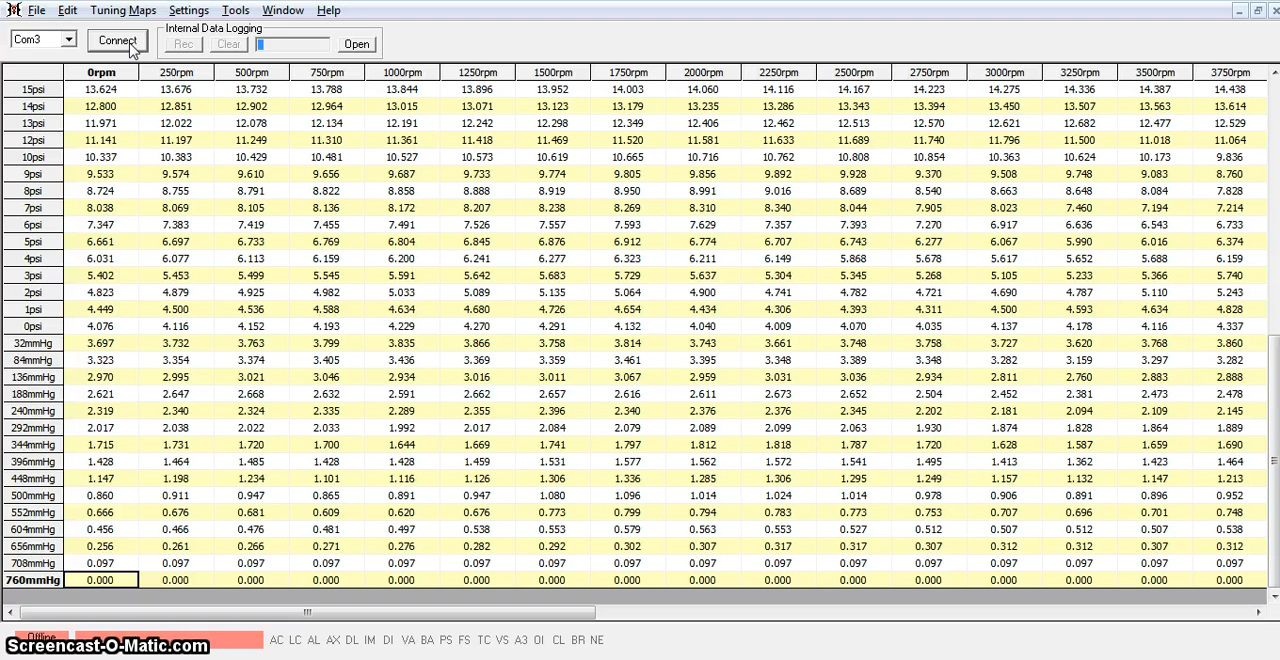 File Edit Tuning Maps Settings Tools Window Help
Internal Data Logging
Com3 Connect Rec Clear Open
0rpm 250rpm 500rpm 750rpm 1000rpm 1250rpm 1500rpm 1750rpm 2000rpm 2250rpm 2500rpm 2750rpm 3000rpm 3250rpm 3500rpm 3750rpm
15psi 13.624 13.676 13.732 13.788 13.844 13.896 13.952 14.003 14.060 14.116 14.167 14.223 14.275 14.336 14.387 14.438
14psi 12.800 12.851 12.902 12.964 13.015 13.071 13.123 13.179 13.235 13.286 13.343 13.394 13.450 13.507 13.563 13.614
13psi 11.971 12.022 12.078 12.134 12.191 12.242 12.298 12.349 12.406 12.462 12.513 12.570 12.621 12.682 12.477 12.529
12psi 11.141 11.197 11.249 11.310 11.361 11.418 11.469 11.520 11.581 11.633 11.689 11.740 11.796 11.500 11.018 11.064
10psi 10.337 10.383 10.429 10.481 10.527 10.573 10.619 10.665 10.716 10.762 10.808 10.854 10.363 10.624 10.173 9.836
9psi 9.533 9.574 9.610 9.656 9.687 9.733 9.774 9.805 9.856 9.892 9.928 9.370 9.508 9.748 9.083 8.760
8psi 8.724 8.755 8.791 8.822 8.858 8.888 8.919 8.950 8.991 9.016 8.689 8.540 8.663 8.648 8.084 7.828
7psi 8.038 8.069 8.105 8.136 8.172 8.207 8.238 8.269 8.310 8.340 8.044 7.905 8.023 7.460 7.194 7.214
6psi 7.347 7.383 7.419 7.455 7.491 7.526 7.557 7.593 7.629 7.357 7.393 7.270 6.917 6.636 6.543 6.733
5psi 6.661 6.697 6.733 6.769 6.804 6.845 6.876 6.912 6.774 6.707 6.743 6.277 6.067 5.990 6.016 6.374
4psi 6.031 6.077 6.113 6.159 6.200 6.241 6.277 6.323 6.211 6.149 5.868 5.678 5.617 5.652 5.688 6.159
3psi 5.402 5.453 5.499 5.545 5.591 5.642 5.683 5.729 5.637 5.304 5.345 5.268 5.105 5.233 5.366 5.740
2psi 4.823 4.879 4.925 4.982 5.033 5.089 5.135 5.064 4.900 4.741 4.782 4.721 4.690 4.787 5.110 5.243
1psi 4.449 4.500 4.536 4.588 4.634 4.680 4.726 4.654 4.434 4.306 4.393 4.311 4.500 4.593 4.634 4.828
0psi 4.076 4.116 4.152 4.193 4.229 4.270 4.291 4.132 4.040 4.009 4.070 4.035 4.137 4.178 4.116 4.337
32mmHg 3.697 3.732 3.763 3.799 3.835 3.866 3.758 3.814 3.743 3.661 3.748 3.758 3.727 3.620 3.768 3.860
84mmHg 3.323 3.354 3.374 3.405 3.436 3.369 3.359 3.461 3.395 3.348 3.389 3.348 3.282 3.159 3.297 3.282
136mmHg 2.970 2.995 3.021 3.046 2.934 3.016 3.011 3.067 2.959 3.031 3.036 2.934 2.811 2.760 2.883 2.888
188mmHg 2.621 2.647 2.668 2.632 2.591 2.662 2.657 2.616 2.611 2.673 2.652 2.504 2.452 2.381 2.473 2.478
240mmHg 2.319 2.340 2.324 2.335 2.289 2.355 2.396 2.340 2.376 2.376 2.345 2.202 2.181 2.094 2.109 2.145
292mmHg 2.017 2.038 2.022 2.033 1.992 2.017 2.084 2.079 2.089 2.099 2.063 1.930 1.874 1.828 1.864 1.889
344mmHg 1.715 1.731 1.720 1.700 1.644 1.669 1.741 1.797 1.812 1.818 1.787 1.720 1.628 1.587 1.659 1.690
396mmHg 1.428 1.464 1.485 1.428 1.428 1.459 1.531 1.577 1.562 1.572 1.541 1.495 1.413 1.362 1.423 1.464
448mmHg 1.147 1.198 1.234 1.101 1.116 1.126 1.306 1.336 1.285 1.306 1.295 1.249 1.157 1.132 1.147 1.213
500mmHg 0.860 0.911 0.947 0.865 0.891 0.947 1.080 1.096 1.014 1.024 1.014 0.978 0.906 0.891 0.896 0.952
552mmHg 0.666 0.676 0.681 0.609 0.620 0.676 0.773 0.799 0.794 0.783 0.773 0.753 0.707 0.696 0.701 0.748
604mmHg 0.456 0.466 0.476 0.481 0.497 0.538 0.553 0.579 0.563 0.553 0.527 0.512 0.507 0.512 0.507 0.538
656mmHg 0.256 0.261 0.266 0.271 0.276 0.282 0.292 0.302 0.307 0.317 0.317 0.307 0.312 0.312 0.307 0.312
708mmHg 0.097 0.097 0.097 0.097 0.097 0.097 0.097 0.097 0.097 0.097 0.097 0.097 0.097 0.097 0.097 0.097
760mmHg 0.000 0.000 0.000 0.000 0.000 0.000 0.000 0.000 0.000 0.000 0.000 0.000 0.000 0.000 0.000 0.000
Offline AC LC AL AX DL IM DI VA BA PS FS TC VS A3 OI CL BR NE
Screencast-O-Matic.com